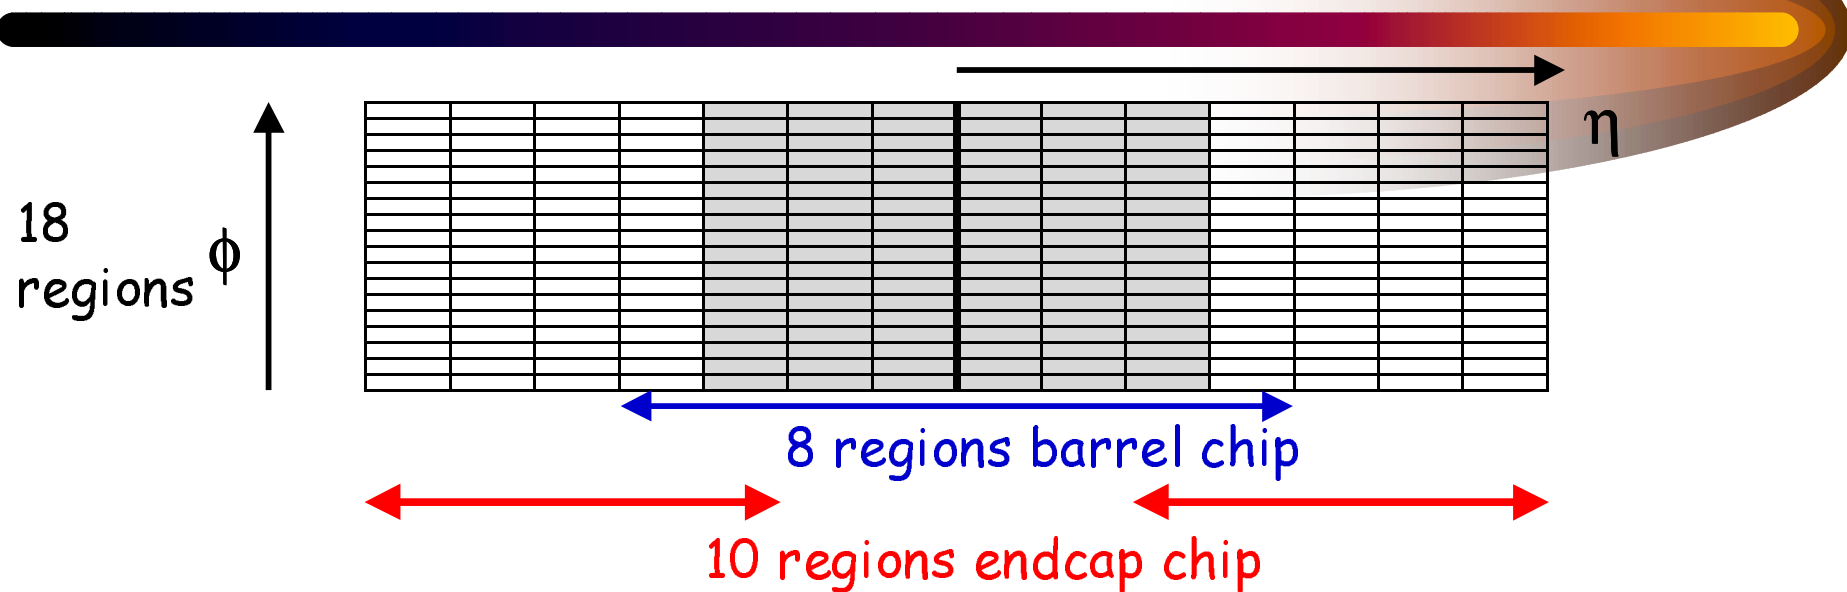 η
18
regions
φ
8 regions barrel chip
10 regions endcap chip